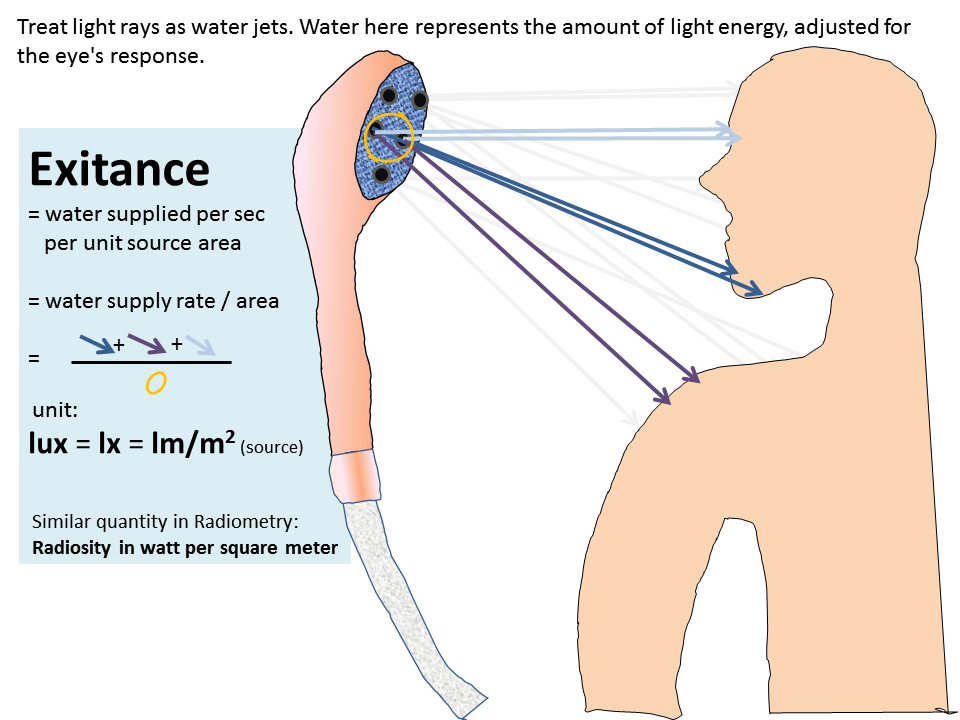 Treat light rays as water jets. Water here represents the amount of light energy, adjusted for
the eye's response.
Exitance
= water supplied per sec
per unit source area
= water supply rate / area
= + +
unit:
lux = lx = lm/m² (source)
Similar quantity in Radiometry:
Radiosity in watt per square meter